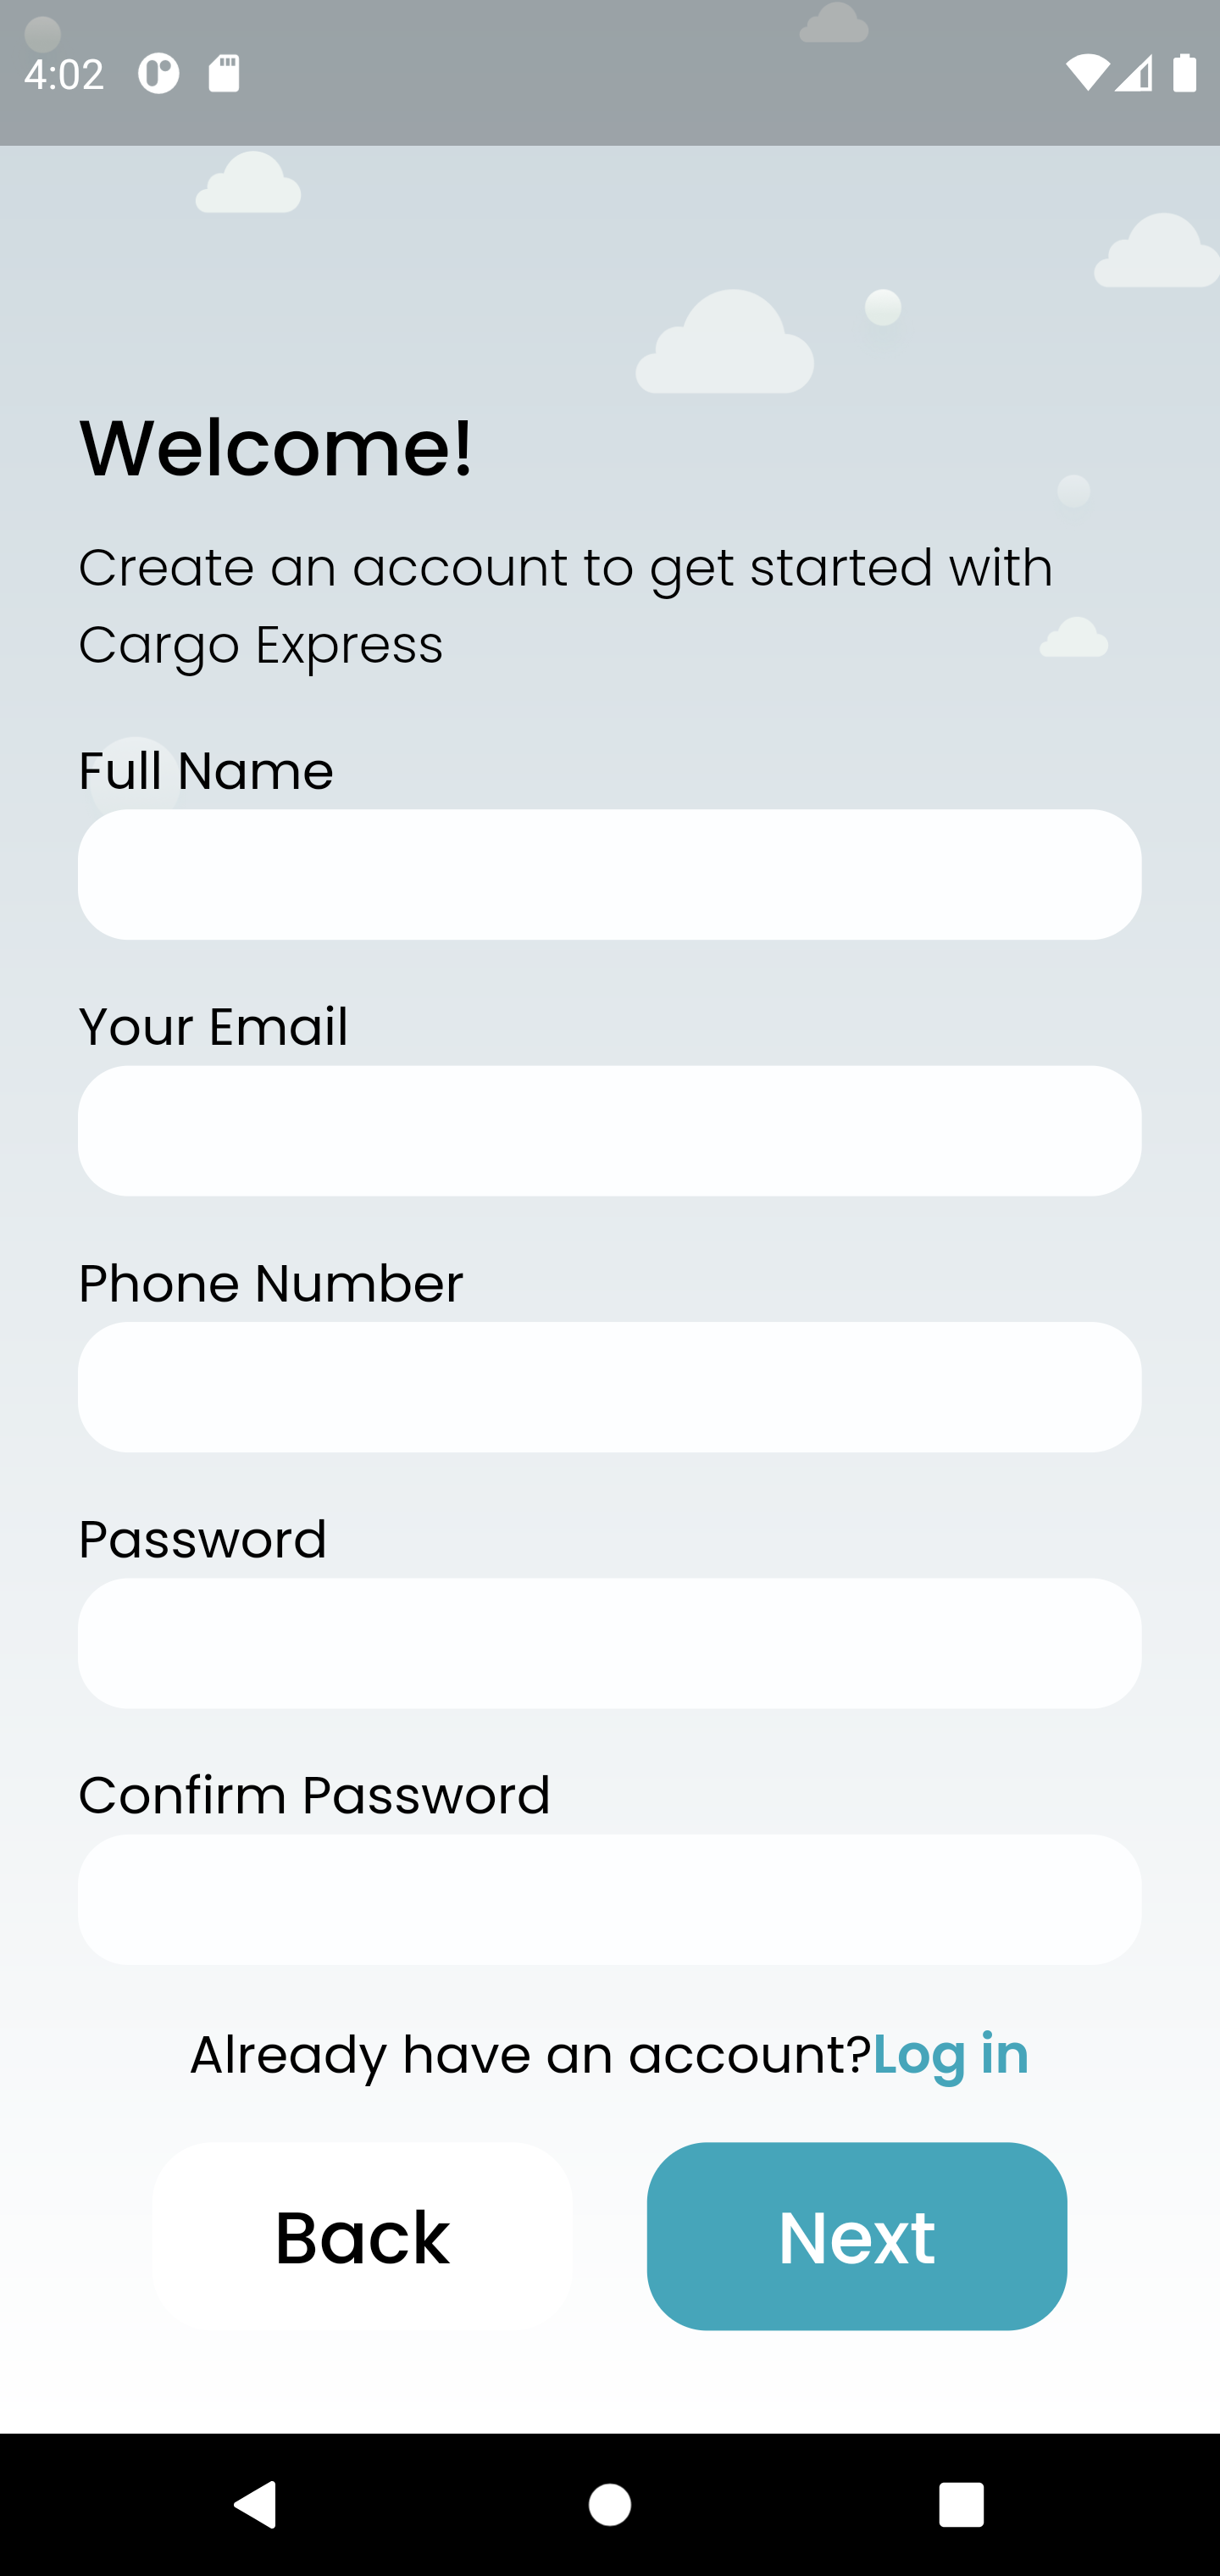 4:02
Welcome!
Create an account to get started with
Cargo Express
Full Name
Your Email
Phone Number
Password
Confirm Password
Already have an account?Log in
Back
Next